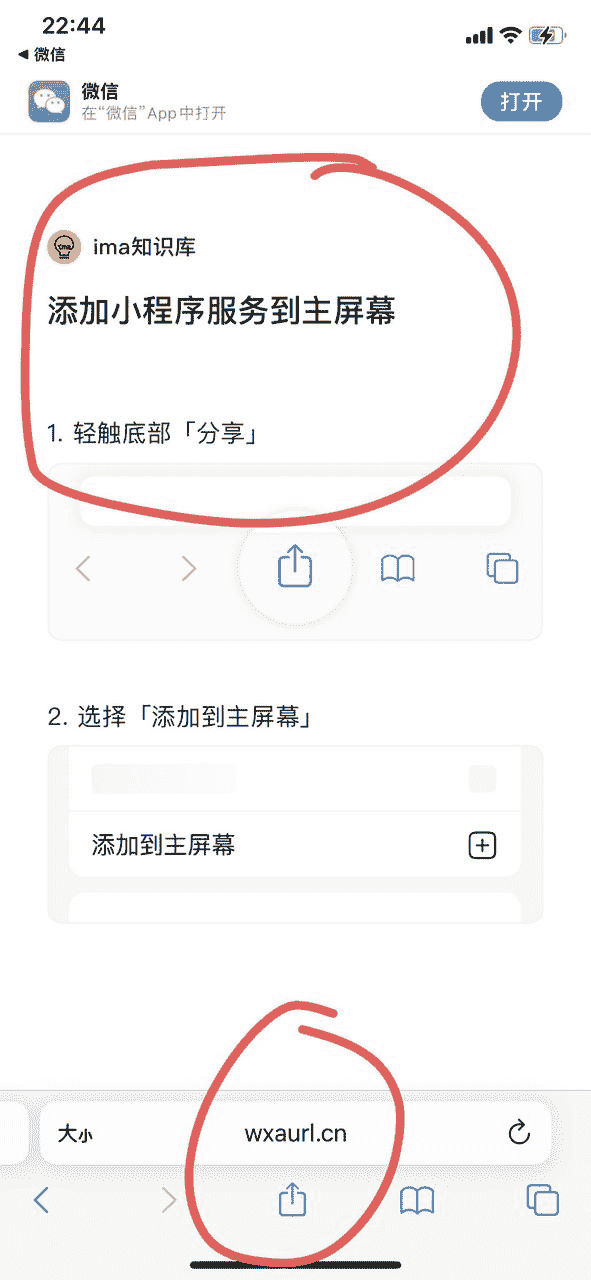 22:44
◀ 微信
微信
在“微信”App中打开
打开
ima
ima知识库
添加小程序服务到主屏幕
1. 轻触底部「分享」
2. 选择「添加到主屏幕」
添加到主屏幕
大小
wxaurl.cn